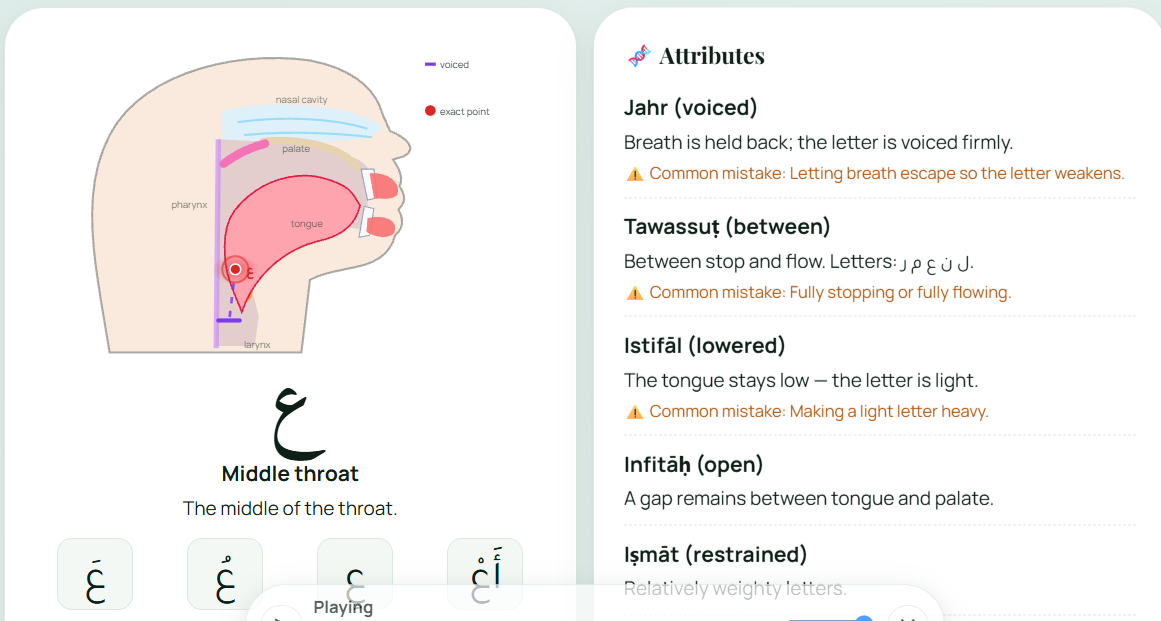 voiced
exact point
nasal cavity
palate
pharynx
tongue
ع
larynx
ع
Middle throat
The middle of the throat.
عَ
عُ
أَعْ
Playing
🧬 Attributes
Jahr (voiced)
Breath is held back; the letter is voiced firmly.
⚠️ Common mistake: Letting breath escape so the letter weakens.
Tawassuṭ (between)
Between stop and flow. Letters: ل ن ع م ر.
⚠️ Common mistake: Fully stopping or fully flowing.
Istifāl (lowered)
The tongue stays low — the letter is light.
⚠️ Common mistake: Making a light letter heavy.
Infitāḥ (open)
A gap remains between tongue and palate.
Iṣmāt (restrained)
Relatively weighty letters.